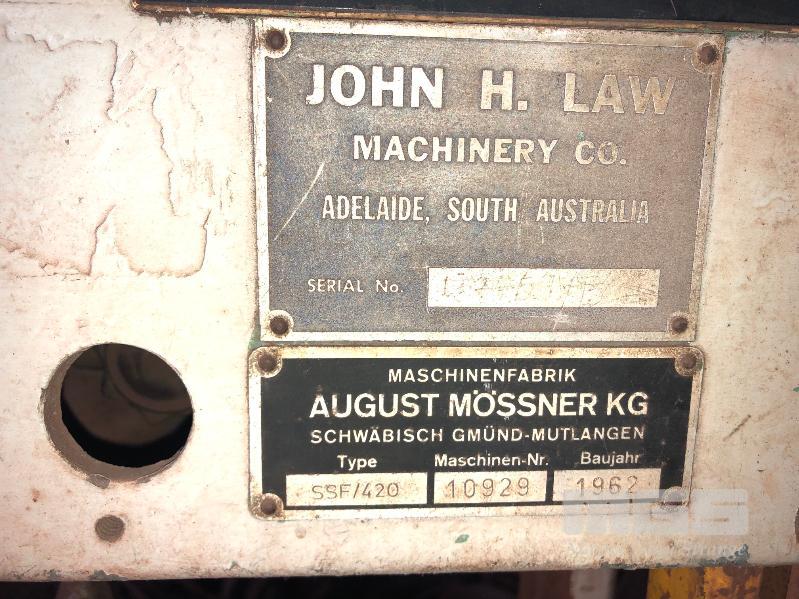 JOHN H. LAW
MACHINERY CO.
ADELAIDE, SOUTH AUSTRALIA
SERIAL No.
MASCHINENFABRIK
AUGUST MÖSSNER KG
SCHWÄBISCH GMÜND-MUTLANGEN
Type Maschinen-Nr. Baujahr
SSF/420 10929 1962